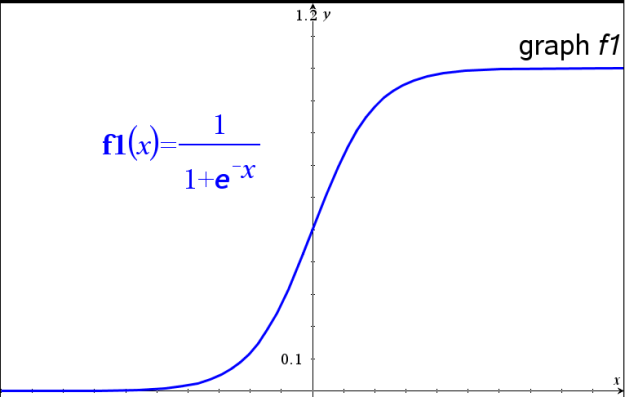 1.2 y
graph f1
f1(x)=1/(1+e⁻x)
0.1
x